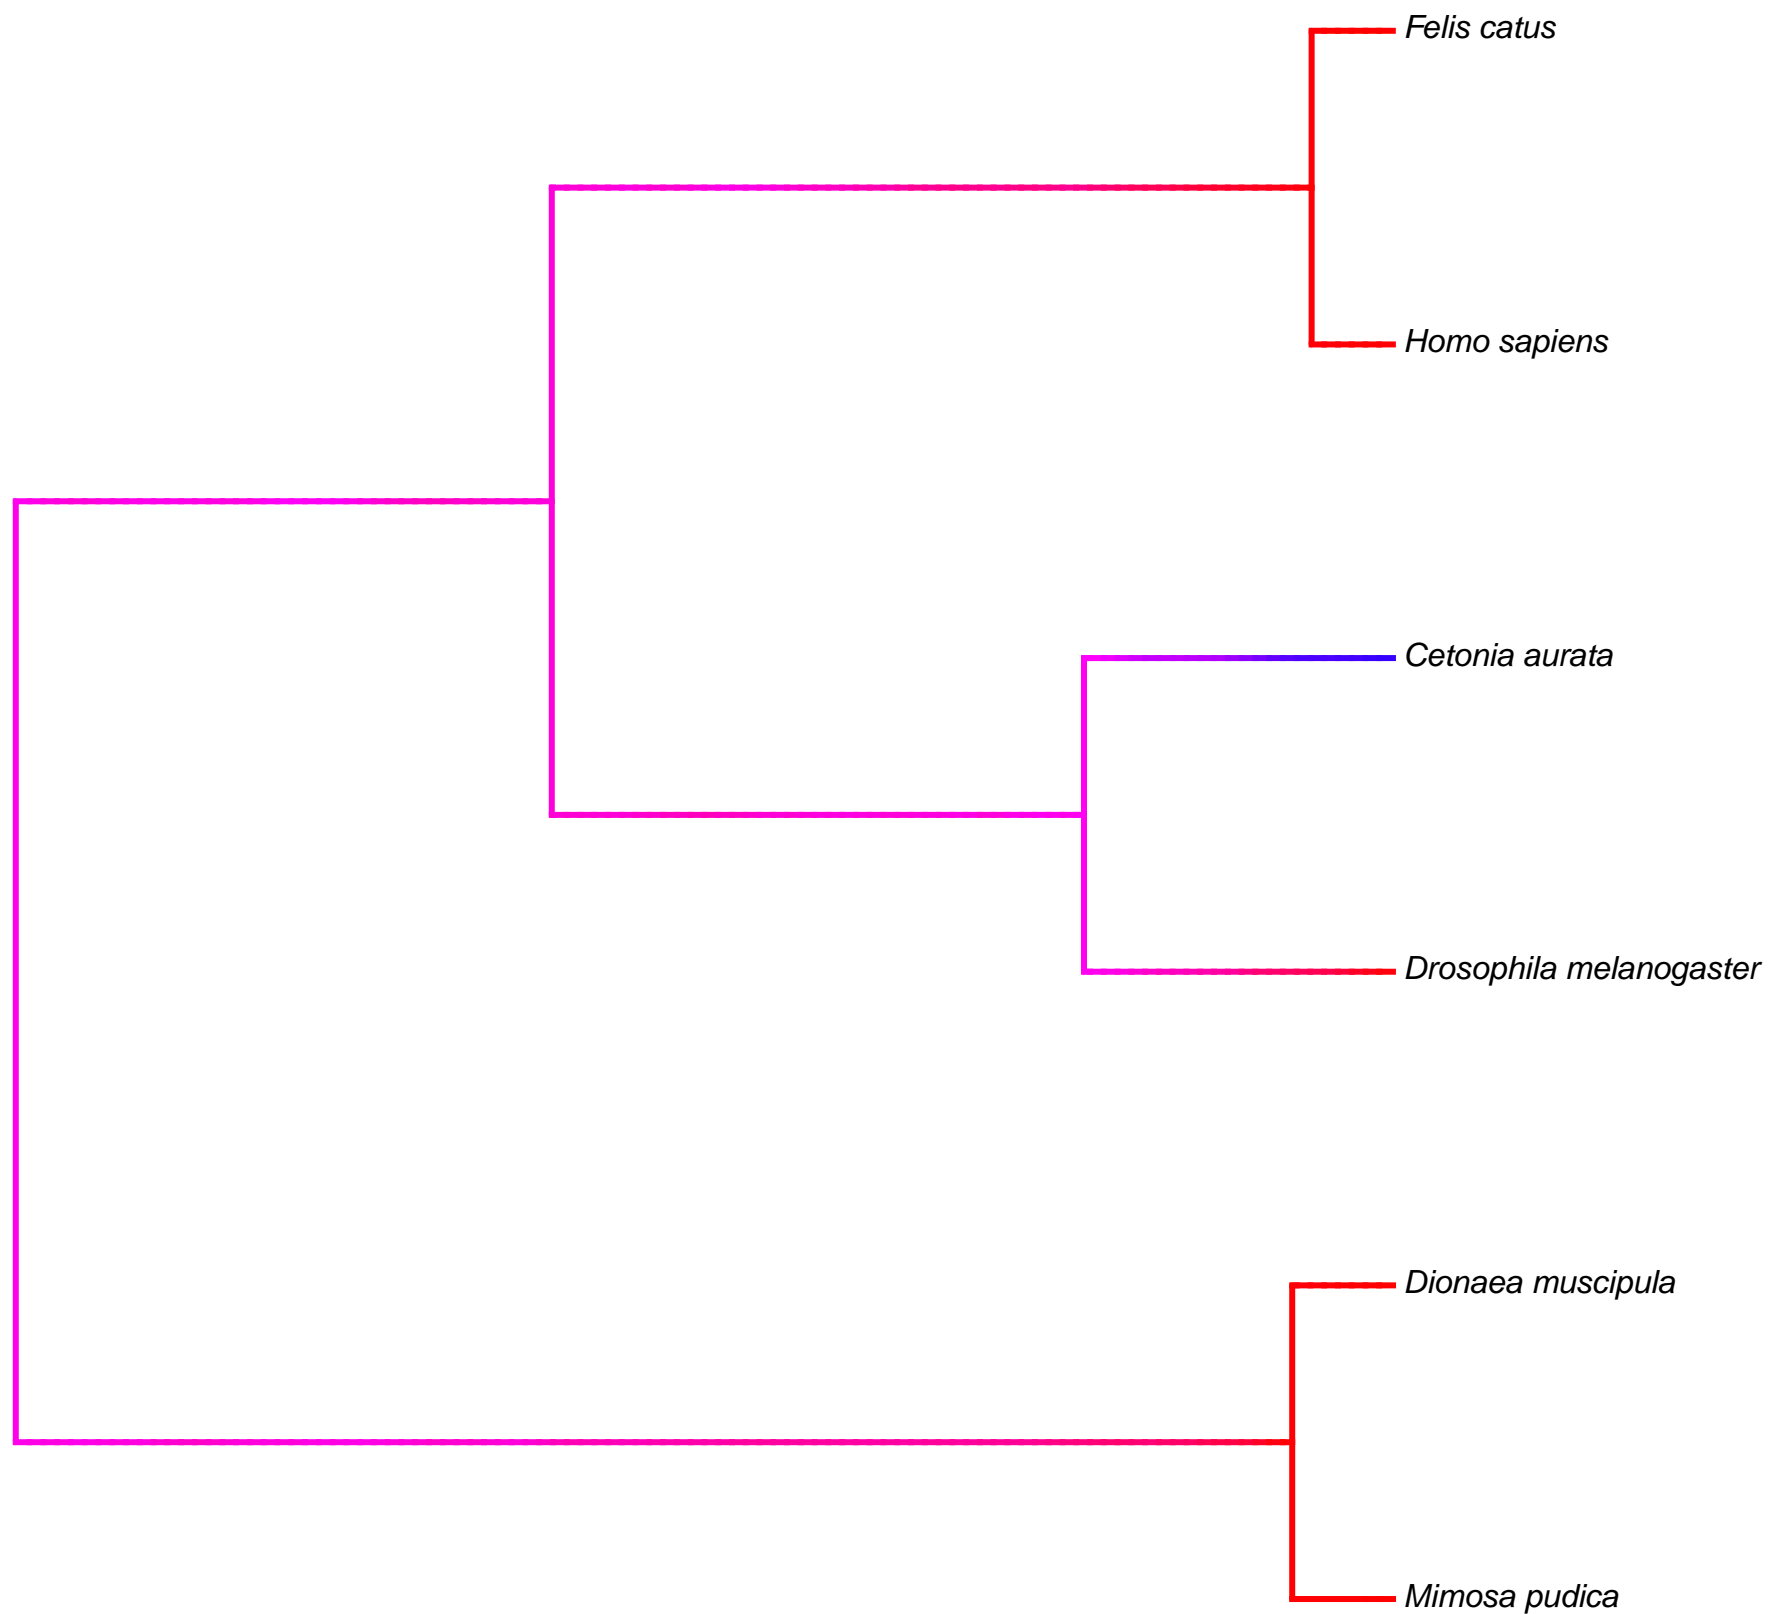 Felis catus
Homo sapiens
Cetonia aurata
Drosophila melanogaster
Dionaea muscipula
Mimosa pudica